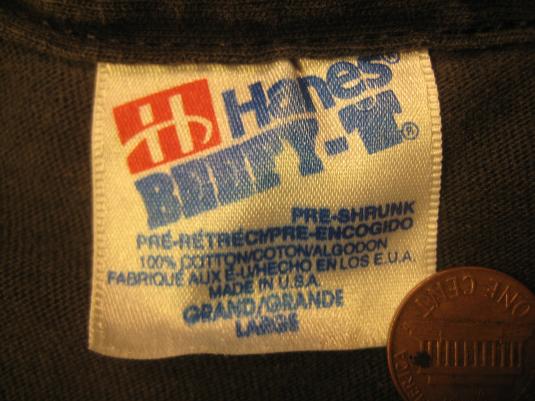 H Hanes®
BEEFY-T®
PRE-SHRUNK
PRÉ-RÉTRÉCI/PRE-ENCOGIDO
100% COTTON/COTON/ALGODON
FABRIQUÉ AUX É-U/HECHO EN LOS E.U.A.
MADE IN U.S.A.
GRAND/GRANDE
LARGE
ONE CENT